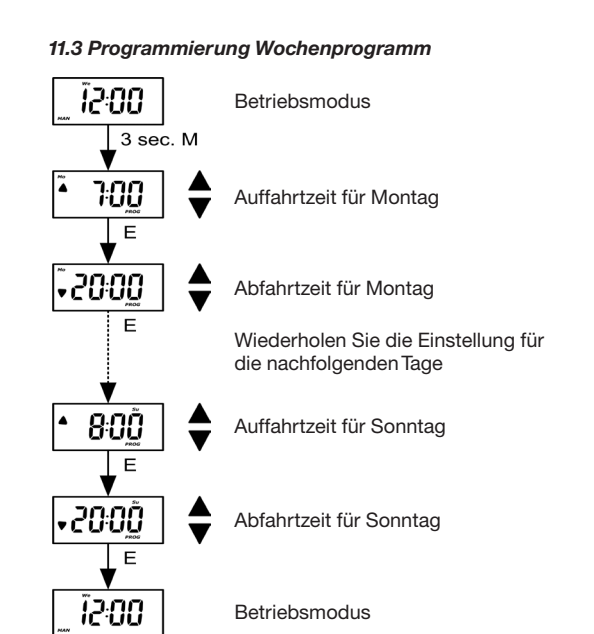 11.3 Programmierung Wochenprogramm
We
12:00
MAN
Betriebsmodus
3 sec. M
Mo
7:00
PROG
Auffahrtzeit für Montag
E
Mo
20:00
PROG
Abfahrtzeit für Montag
E
Wiederholen Sie die Einstellung für
die nachfolgenden Tage
Su
8:00
PROG
Auffahrtzeit für Sonntag
E
Su
20:00
PROG
Abfahrtzeit für Sonntag
E
We
12:00
MAN
Betriebsmodus